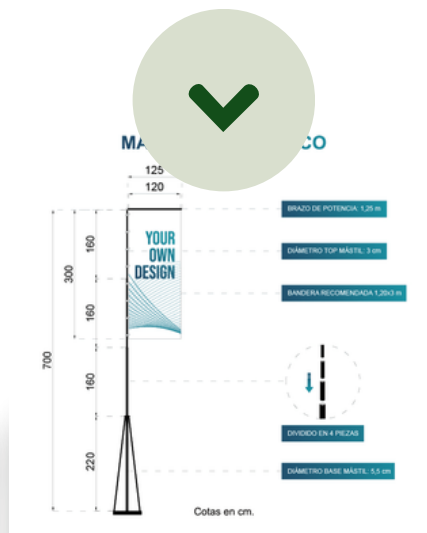 125
120
BRAZO DE POTENCIA: 1,25 m
160
YOUR
OWN
DESIGN
DIÁMETRO TOP MÁSTIL: 3 cm
300
BANDERA RECOMENDADA 1,20x3 m
160
700
160
DIVIDIDO EN 4 PIEZAS
220
DIÁMETRO BASE MÁSTIL: 5,5 cm
Cotas en cm.